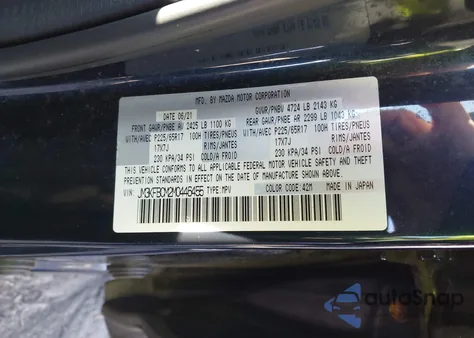 MFD. BY MAZDA MOTOR CORPORATION
DATE 06/21 GVWR/PNBV 4724 LB 2143 KG
FRONT GAWR/PNBE AV 2425 LB 1100 KG REAR GAWR/PNBE AR 2299 LB 1043 KG
WITH/AVEC P225/65R17 100H TIRES/PNEUS WITH/AVEC P225/65R17 100H TIRES/PNEUS
17X7J RIMS/JANTES 17X7J RIMS/JANTES
230 KPA/34 PSI COLD/A FROID 230 KPA/34 PSI COLD/A FROID
THIS VEHICLE CONFORMS TO ALL APPLICABLE FEDERAL MOTOR VEHICLE SAFETY, BUMPER,
AND THEFT PREVENTION STANDARDS IN EFFECT ON THE DATE OF MANUFACTURE SHOWN ABOVE.
VIN: TYPE: MPV COLOR: 42M MADE IN JAPAN
autoSnap